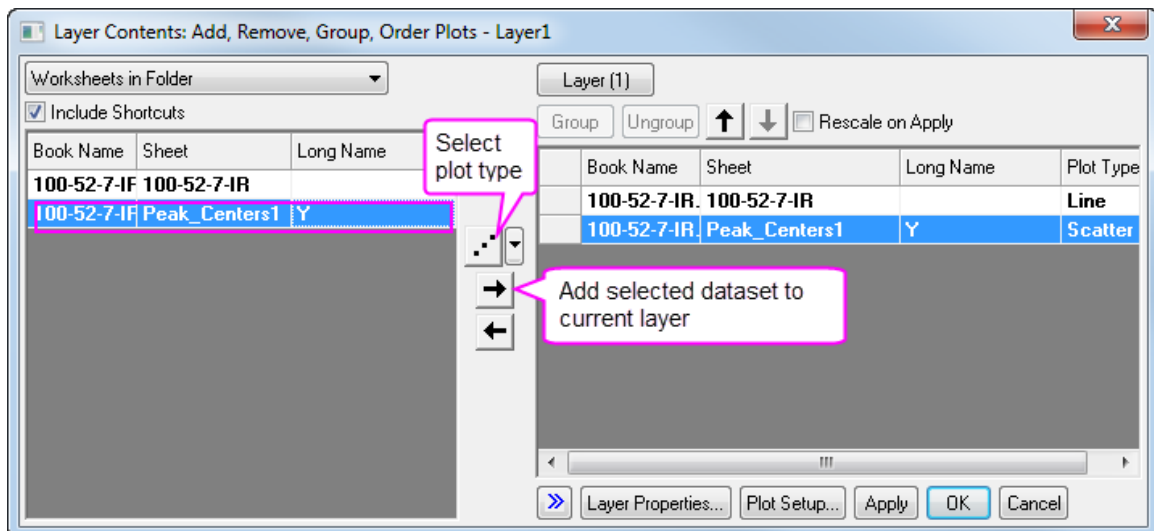 Layer Contents: Add, Remove, Group, Order Plots - Layer1
Worksheets in Folder
Include Shortcuts
Book Name Sheet Long Name
100-52-7-IF 100-52-7-IR
100-52-7-IF Peak_Centers1 Y
Select
plot type
Add selected dataset to
current layer
Layer (1)
Group Ungroup Rescale on Apply
Book Name Sheet Long Name Plot Type
100-52-7-IR. 100-52-7-IR Line
100-52-7-IR. Peak_Centers1 Y Scatter
Layer Properties... Plot Setup... Apply OK Cancel